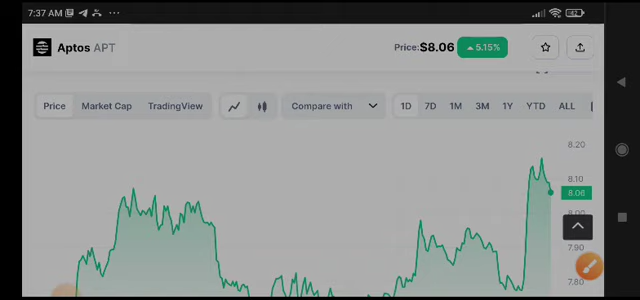 7:37 AM
Aptos APT
Price: $8.06 5.15%
Price Market Cap TradingView Compare with 1D 7D 1M 3M 1Y YTD ALL
8.20
8.10
8.06
8.00
7.90
7.80